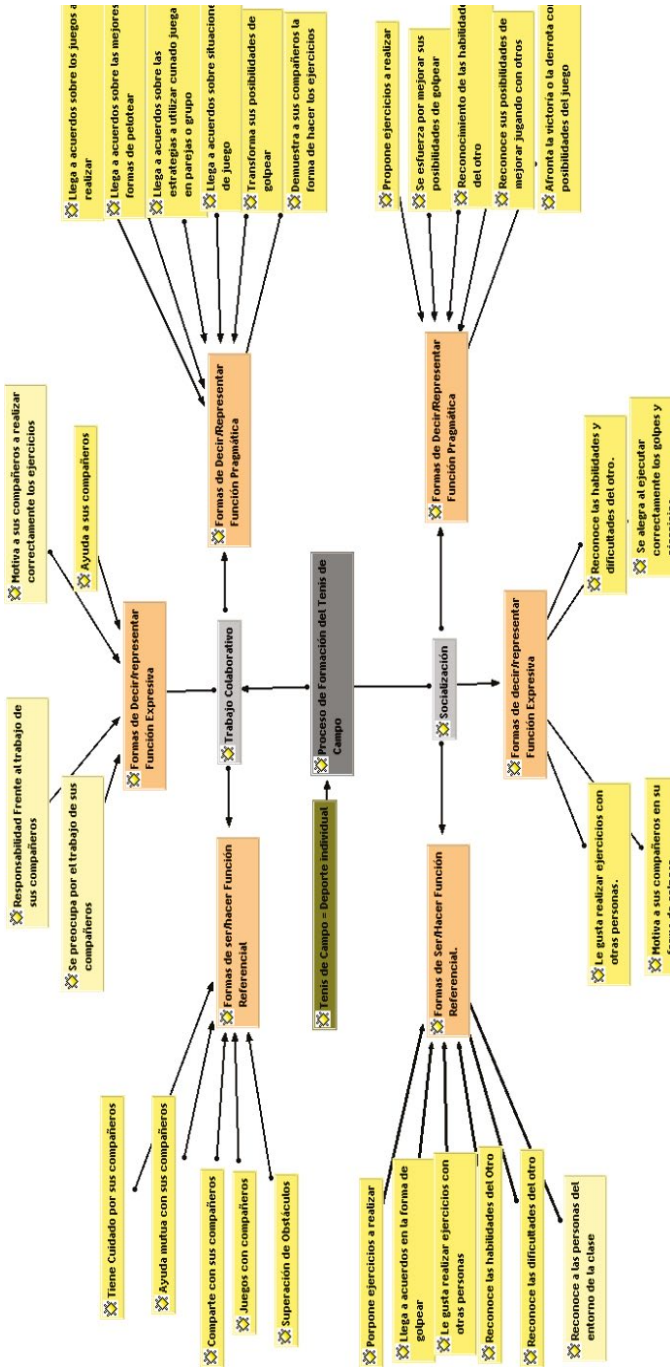 Motiva a sus compañeros a realizar
correctamente los ejercicios
Ayuda a sus compañeros
Responsabilidad Frente al trabajo de
sus compañeros
Se preocupa por el trabajo de sus
compañeros
Formas de Decir/representar
Función Expresiva
Tiene Cuidado por sus compañeros
Ayuda mutua con sus compañeros
Comparte con sus compañeros
Juegos con compañeros
Superación de Obstáculos
Formas de ser/hacer Función
Referencial
Trabajo Colaborativo
Formas de Decir/Representar
Función Pragmática
Llega a acuerdos sobre los juegos a
realizar
Llega a acuerdos sobre las mejores
formas de pelotear
Llega a acuerdos sobre las
estrategias a utilizar cunado juega
en parejas o grupo
Llega a acuerdos sobre situacione
de juego
Transforma sus posibilidades de
golpear
Demuestra a sus compañeros la
forma de hacer los ejercicios
Tenis de Campo = Deporte individual
Proceso de Formación del Tenis de
Campo
Porpone ejercicios a realizar
Llega a acuerdos en la forma de
golpear
Le gusta realizar ejercicios con
otras personas
Reconoce las habilidades del Otro
Reconoce las dificultades del otro
Reconoce a las personas del
entorno de la clase
Formas de Ser/Hacer Función
Referencial.
Socialización
Formas de Decir/Representar
Función Pragmática
Propone ejercicios a realizar
Se esfuerza por mejorar sus
posibilidades de golpear
Reconocimiento de las habilidade
del otro
Reconoce sus posibilidades de
mejorar jugando con otros
Afronta la victoria o la derrota co
posibilidades del juego
Formas de decir/representar
Función Expresiva
Le gusta realizar ejercicios con
otras personas.
Motiva a sus compañeros en su
Reconoce las habilidades y
dificultades del otro.
Se alegra al ejecutar
correctamente los golpes y